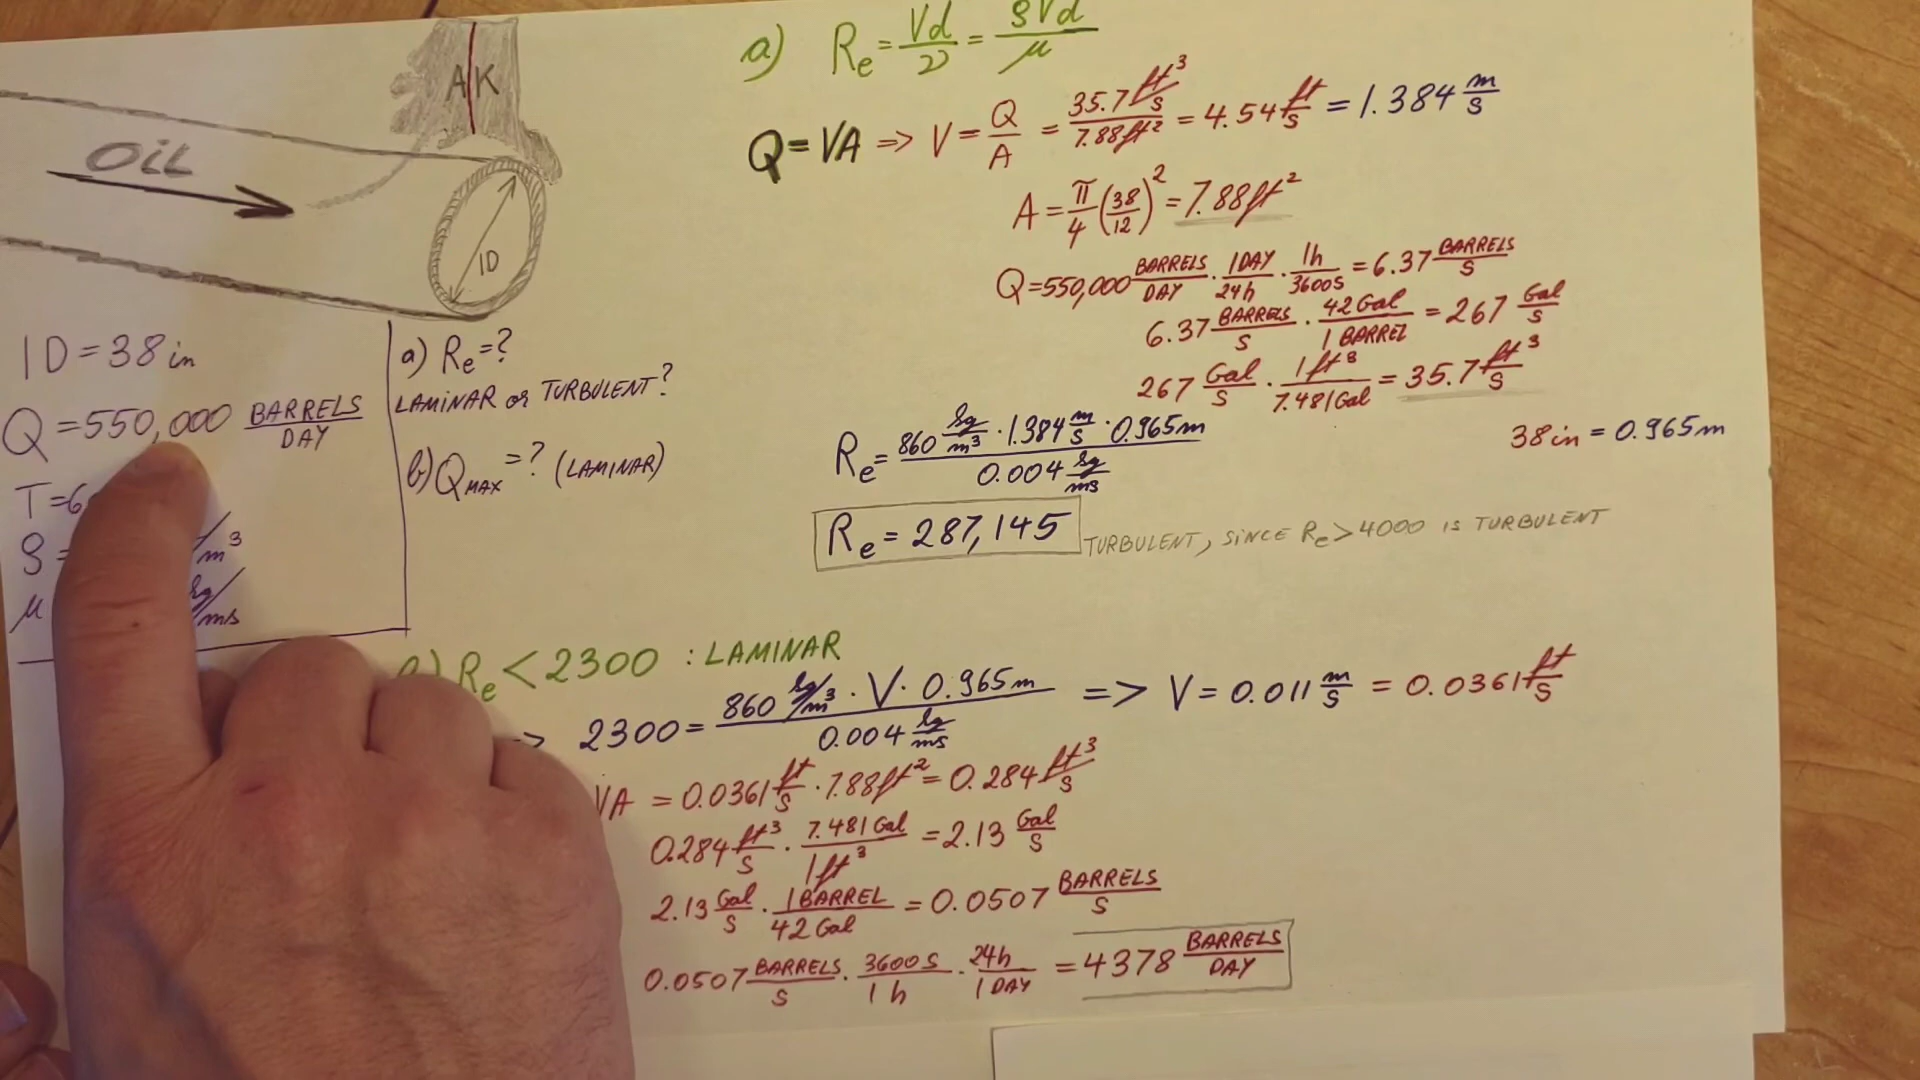 AK
OIL
ID
ID = 38 in
Q = 550,000 BARRELS/DAY
T = 6
ρ = /m³
μ kg/ms
a) Re = ?
LAMINAR or TURBULENT?
b) QMAX = ? (LAMINAR)
a) Re = Vd/ν = ρVd/μ
Q = VA => V = Q/A = 35.7 ft³/s / 7.88 ft² = 4.54 ft/s = 1.384 m/s
A = π/4 (38/12)² = 7.88 ft²
Q = 550,000 BARRELS/DAY · 1 DAY/24h · 1h/3600s = 6.37 BARRELS/S
6.37 BARRELS/S · 42 Gal/1 BARREL = 267 Gal/S
267 Gal/S · 1 ft³/7.481 Gal = 35.7 ft³/S
38 in = 0.965 m
Re = 860 kg/m³ · 1.384 m/s · 0.965 m / 0.004 kg/ms
Re = 287,145 TURBULENT, SINCE Re > 4000 IS TURBULENT
) Re < 2300 : LAMINAR
=> 2300 = 860 kg/m³ · V · 0.965 m / 0.004 kg/ms => V = 0.011 m/s = 0.0361 ft/s
VA = 0.0361 ft/s · 7.88 ft² = 0.284 ft³/s
0.284 ft³/s · 7.481 Gal/1 ft³ = 2.13 Gal/S
2.13 Gal/S · 1 BARREL/42 Gal = 0.0507 BARRELS/S
0.0507 BARRELS/S · 3600 S/1 h · 24h/1 DAY = 4378 BARRELS/DAY